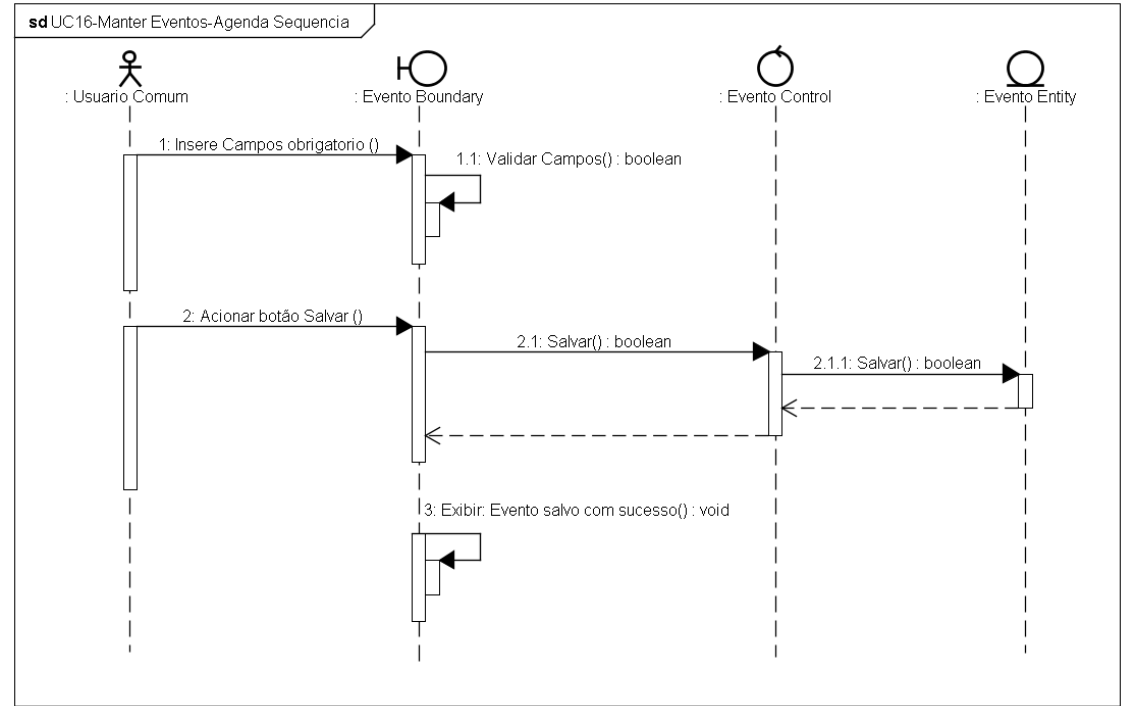 sd UC16-Manter Eventos-Agenda Sequencia
: Usuario Comum
: Evento Boundary
: Evento Control
: Evento Entity
1: Insere Campos obrigatorio ()
1.1: Validar Campos() : boolean
2: Acionar botão Salvar ()
2.1: Salvar() : boolean
2.1.1: Salvar() : boolean
3: Exibir: Evento salvo com sucesso() : void